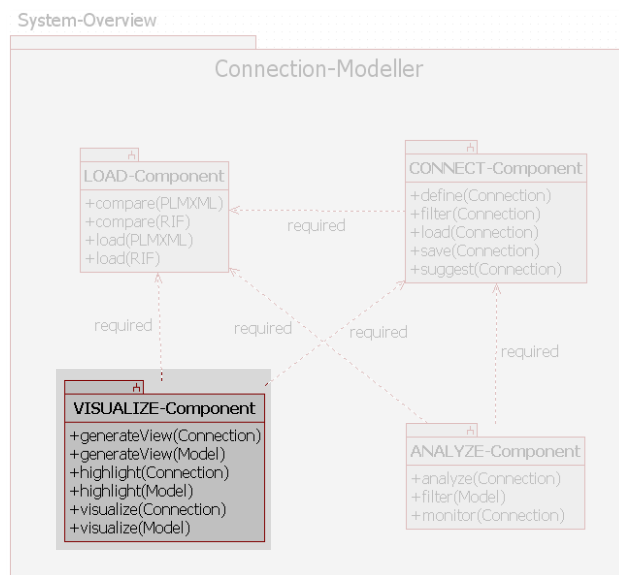 System-Overview
Connection-Modeller
LOAD-Component
+compare(PLMXML)
+compare(RIF)
+load(PLMXML)
+load(RIF)
CONNECT-Component
+define(Connection)
+filter(Connection)
+load(Connection)
+save(Connection)
+suggest(Connection)
required
required
required
required
required
VISUALIZE-Component
+generateView(Connection)
+generateView(Model)
+highlight(Connection)
+highlight(Model)
+visualize(Connection)
+visualize(Model)
ANALYZE-Component
+analyze(Connection)
+filter(Model)
+monitor(Connection)